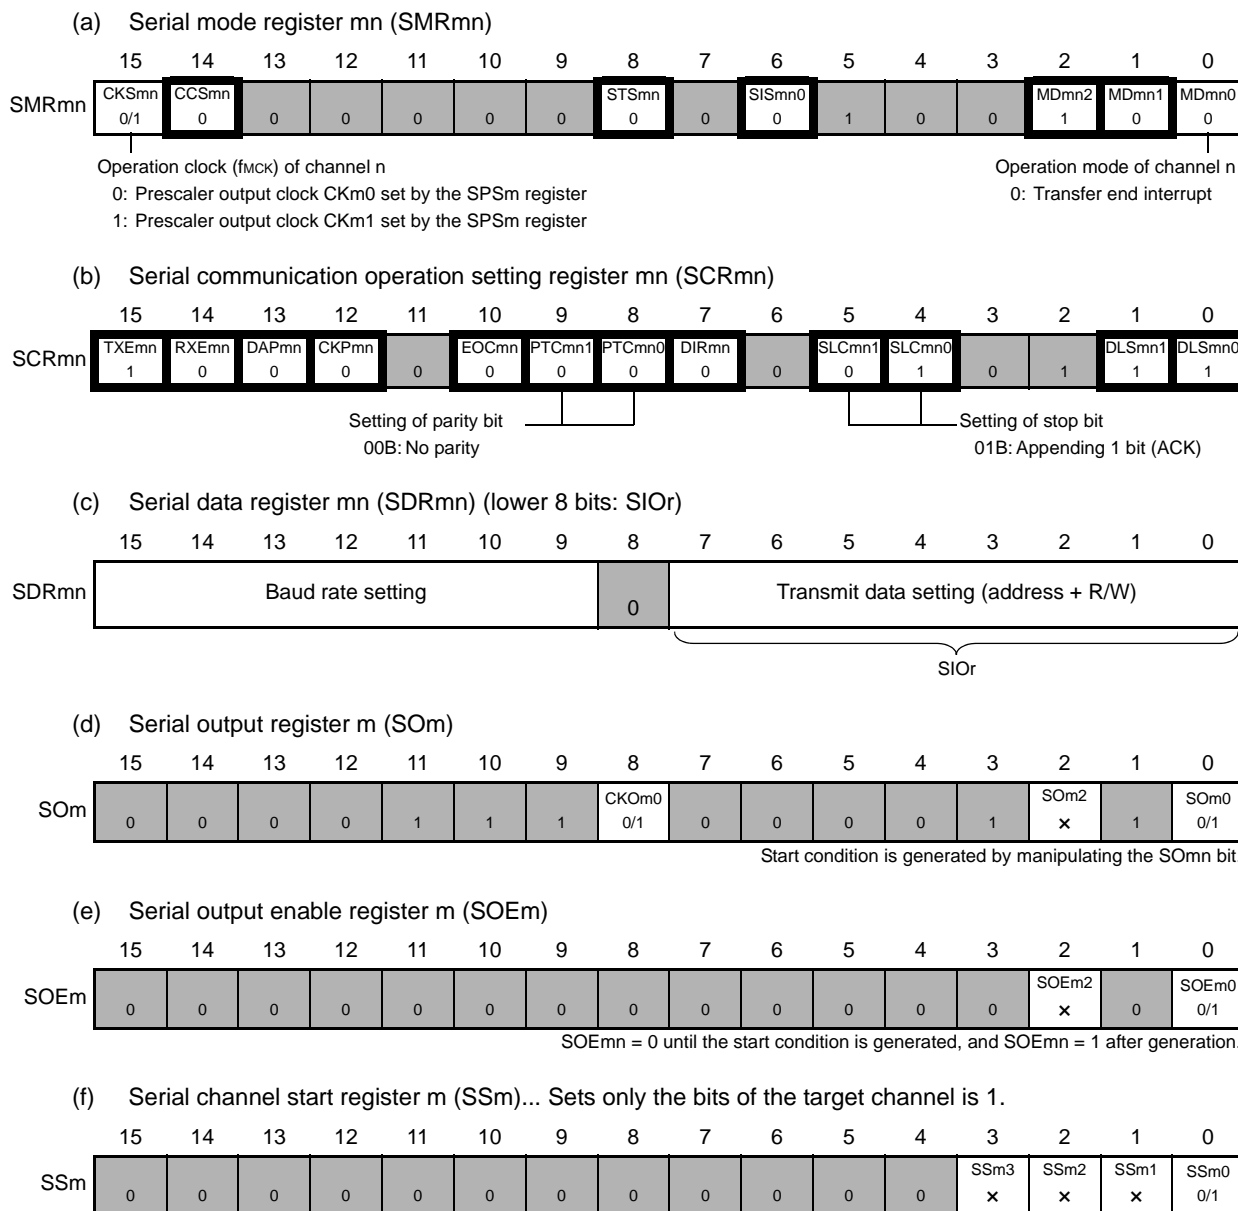 (a) Serial mode register mn (SMRmn)
15 14 13 12 11 10 9 8 7 6 5 4 3 2 1 0
CKSmn CCSmn STSmn SISmn0 MDmn2 MDmn1 MDmn0
SMRmn 0/1 0 0 0 0 0 0 0 0 0 1 0 0 1 0 0
Operation clock (fMCK) of channel n Operation mode of channel n
0: Prescaler output clock CKm0 set by the SPSm register 0: Transfer end interrupt
1: Prescaler output clock CKm1 set by the SPSm register
(b) Serial communication operation setting register mn (SCRmn)
15 14 13 12 11 10 9 8 7 6 5 4 3 2 1 0
TXEmn RXEmn DAPmn CKPmn EOCmn PTCmn1 PTCmn0 DIRmn SLCmn1 SLCmn0 DLSmn1 DLSmn0
SCRmn 1 0 0 0 0 0 0 0 0 0 0 1 0 1 1 1
Setting of parity bit Setting of stop bit
00B: No parity 01B: Appending 1 bit (ACK)
(c) Serial data register mn (SDRmn) (lower 8 bits: SIOr)
15 14 13 12 11 10 9 8 7 6 5 4 3 2 1 0
SDRmn Baud rate setting 0 Transmit data setting (address + R/W)
SIOr
(d) Serial output register m (SOm)
15 14 13 12 11 10 9 8 7 6 5 4 3 2 1 0
CKOm0 SOm2 SOm0
SOm 0 0 0 0 1 1 1 0/1 0 0 0 0 1 × 1 0/1
Start condition is generated by manipulating the SOmn bit.
(e) Serial output enable register m (SOEm)
15 14 13 12 11 10 9 8 7 6 5 4 3 2 1 0
SOEm2 SOEm0
SOEm 0 0 0 0 0 0 0 0 0 0 0 0 0 × 0 0/1
SOEmn = 0 until the start condition is generated, and SOEmn = 1 after generation.
(f) Serial channel start register m (SSm)... Sets only the bits of the target channel is 1.
15 14 13 12 11 10 9 8 7 6 5 4 3 2 1 0
SSm3 SSm2 SSm1 SSm0
SSm 0 0 0 0 0 0 0 0 0 0 0 0 × × × 0/1